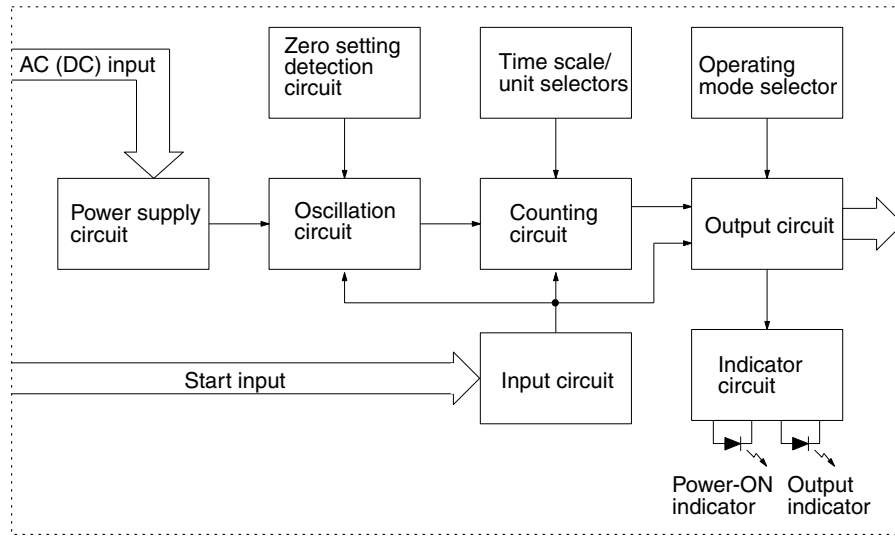 AC (DC) input
Zero setting
detection
circuit
Time scale/
unit selectors
Operating
mode selector
Power supply
circuit
Oscillation
circuit
Counting
circuit
Output circuit
Start input
Input circuit
Indicator
circuit
Power-ON
indicator
Output
indicator